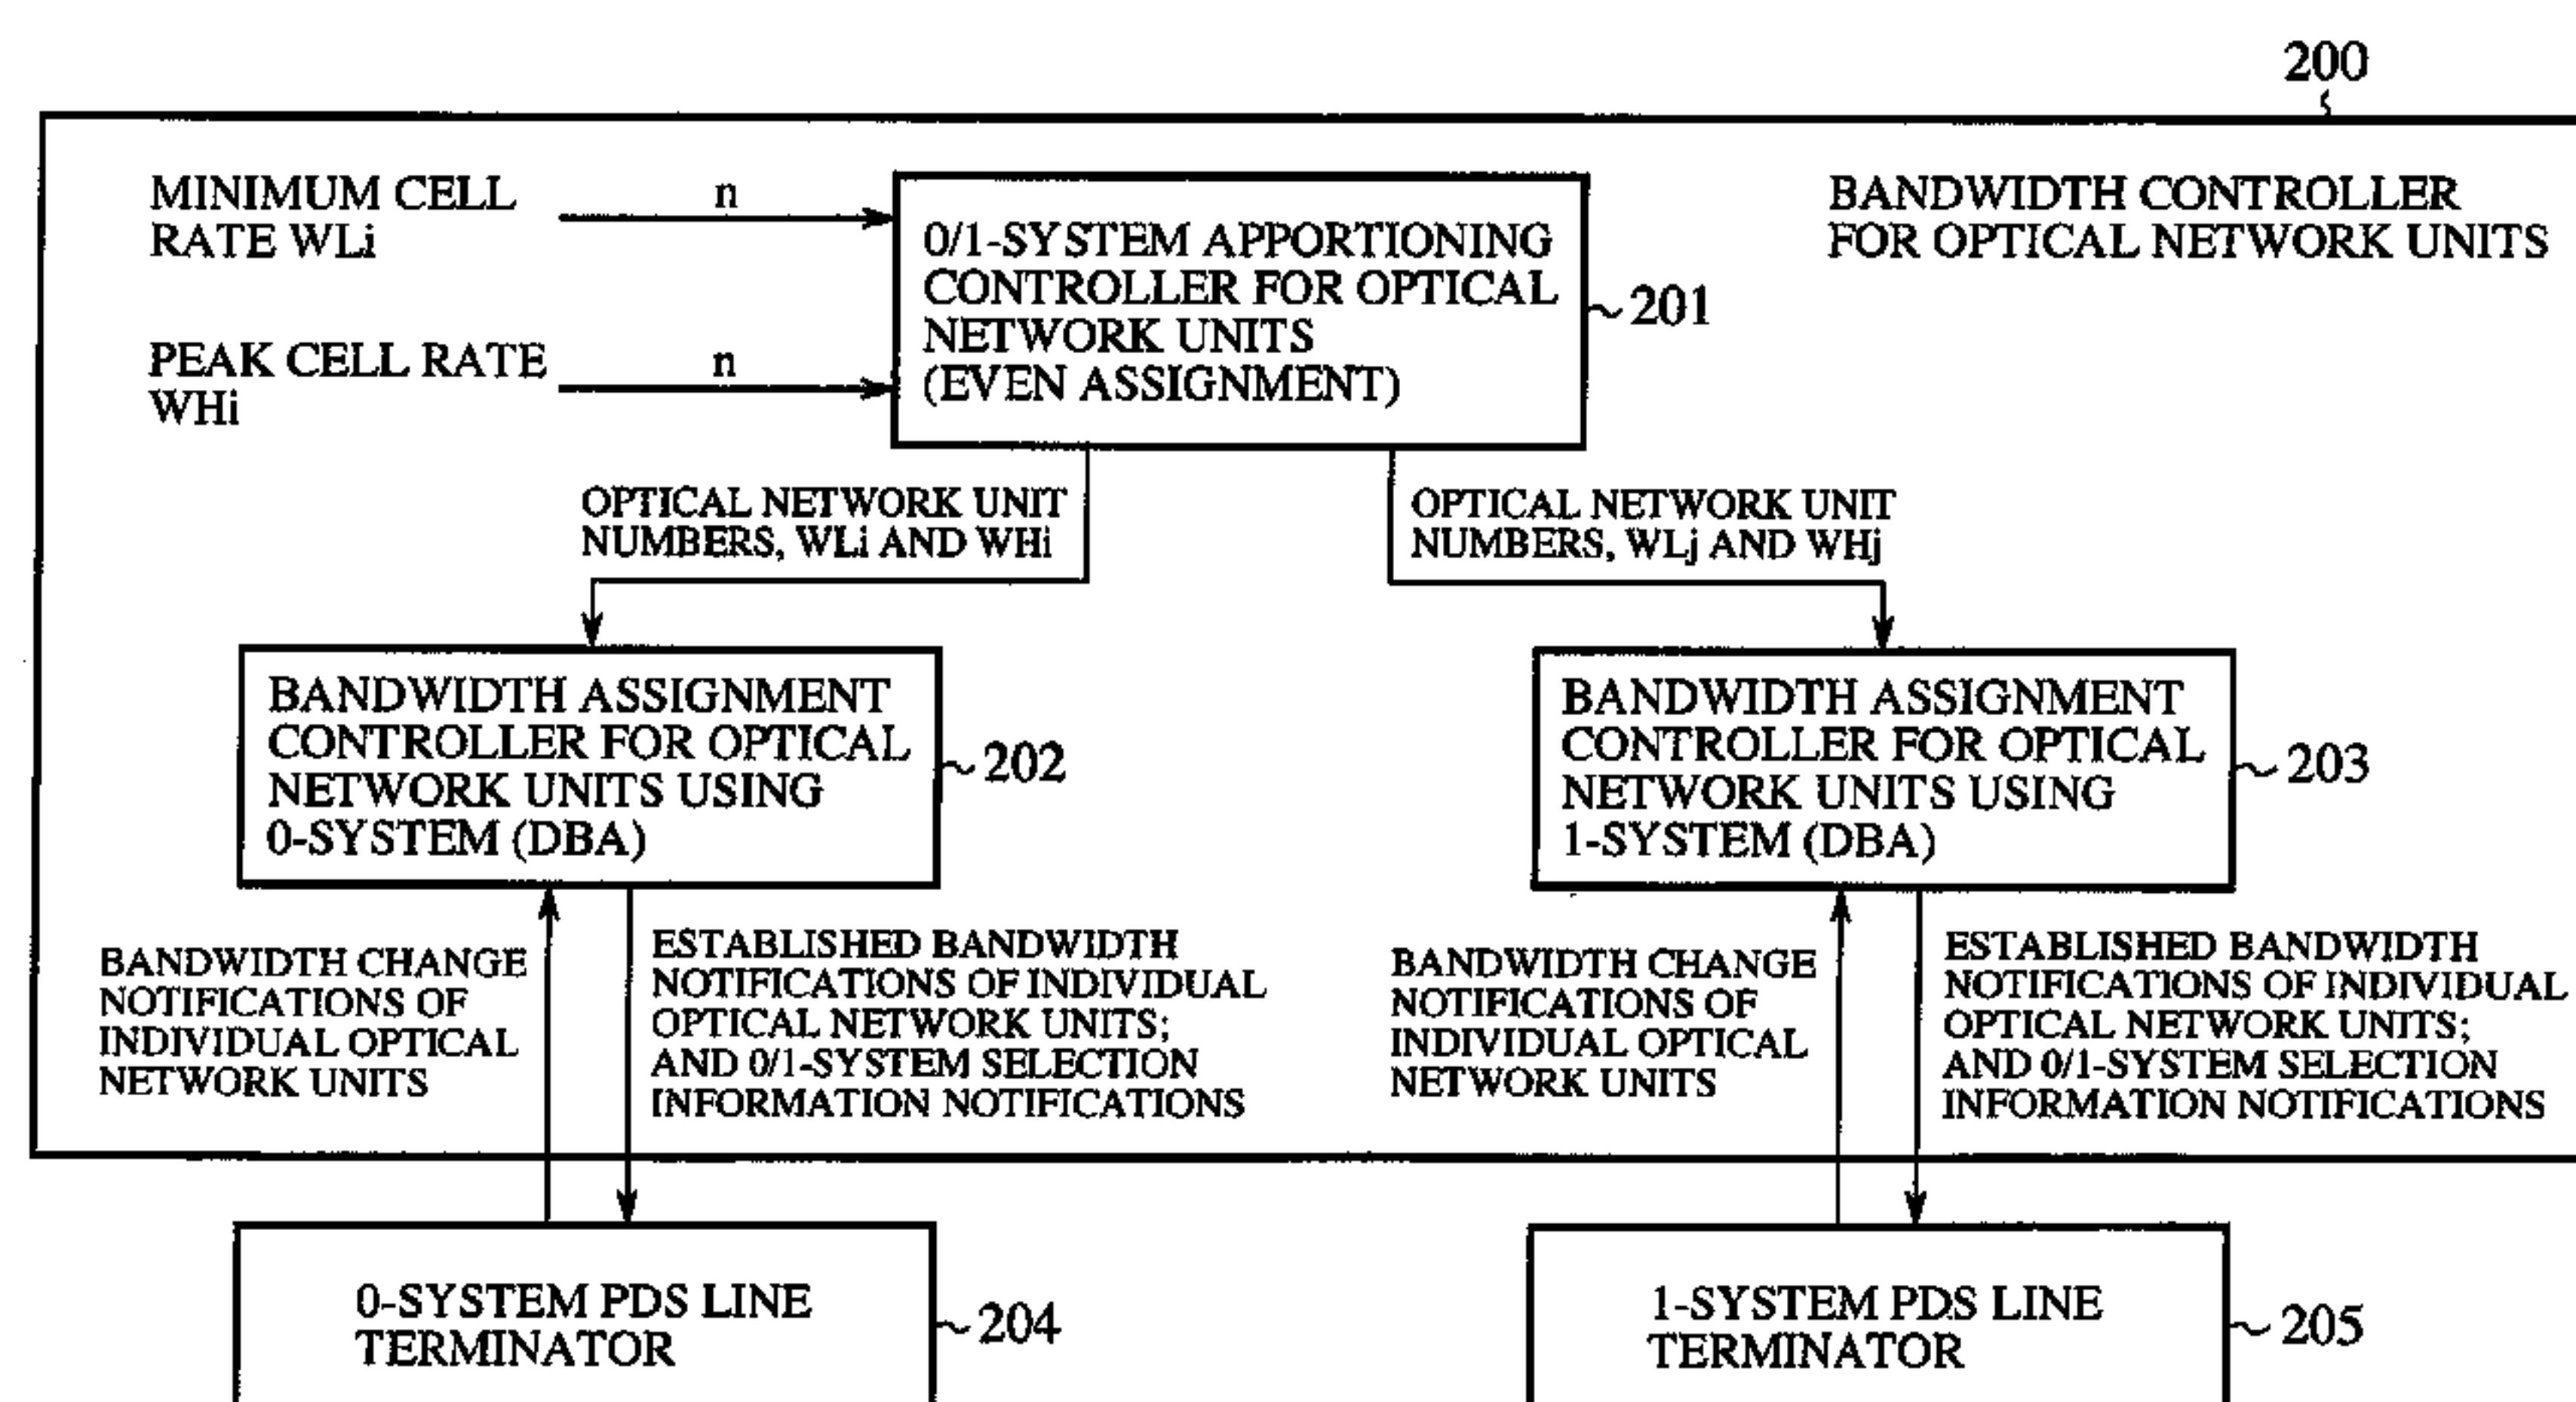 200
MINIMUM CELL
RATE WLi
n
PEAK CELL RATE
WHi
n
0/1-SYSTEM APPORTIONING
CONTROLLER FOR OPTICAL
NETWORK UNITS
(EVEN ASSIGNMENT)
201
BANDWIDTH CONTROLLER
FOR OPTICAL NETWORK UNITS
OPTICAL NETWORK UNIT
NUMBERS, WLi AND WHi
OPTICAL NETWORK UNIT
NUMBERS, WLj AND WHj
BANDWIDTH ASSIGNMENT
CONTROLLER FOR OPTICAL
NETWORK UNITS USING
0-SYSTEM (DBA)
202
BANDWIDTH ASSIGNMENT
CONTROLLER FOR OPTICAL
NETWORK UNITS USING
1-SYSTEM (DBA)
203
BANDWIDTH CHANGE
NOTIFICATIONS OF
INDIVIDUAL OPTICAL
NETWORK UNITS
ESTABLISHED BANDWIDTH
NOTIFICATIONS OF INDIVIDUAL
OPTICAL NETWORK UNITS;
AND 0/1-SYSTEM SELECTION
INFORMATION NOTIFICATIONS
BANDWIDTH CHANGE
NOTIFICATIONS OF
INDIVIDUAL OPTICAL
NETWORK UNITS
ESTABLISHED BANDWIDTH
NOTIFICATIONS OF INDIVIDUAL
OPTICAL NETWORK UNITS;
AND 0/1-SYSTEM SELECTION
INFORMATION NOTIFICATIONS
0-SYSTEM PDS LINE
TERMINATOR
204
1-SYSTEM PDS LINE
TERMINATOR
205